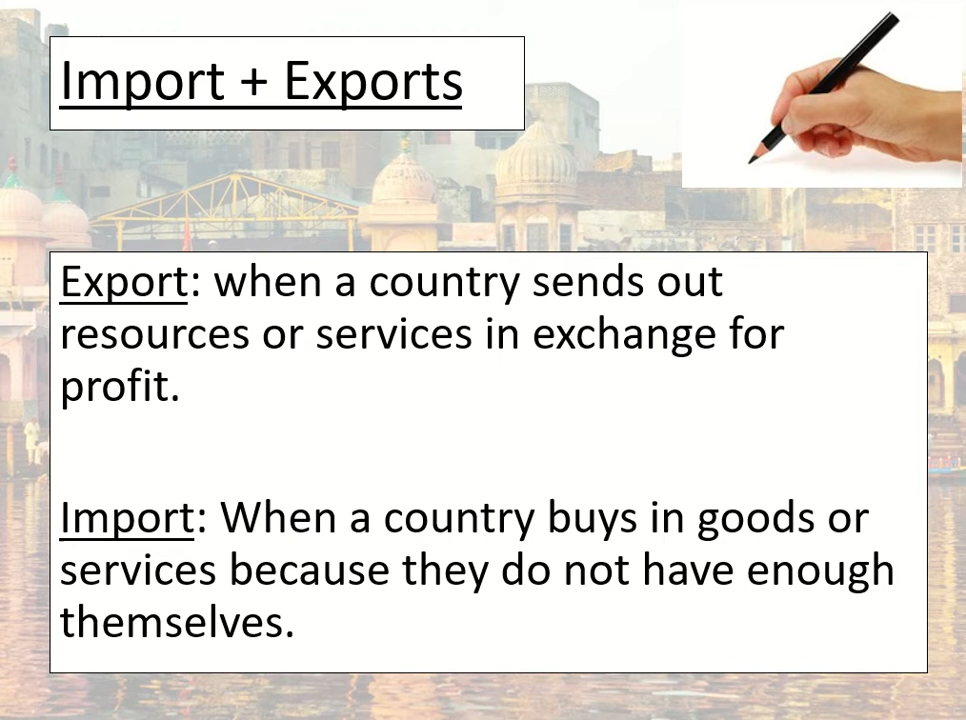 Import + Exports
Export: when a country sends out
resources or services in exchange for
profit.
Import: When a country buys in goods or
services because they do not have enough
themselves.